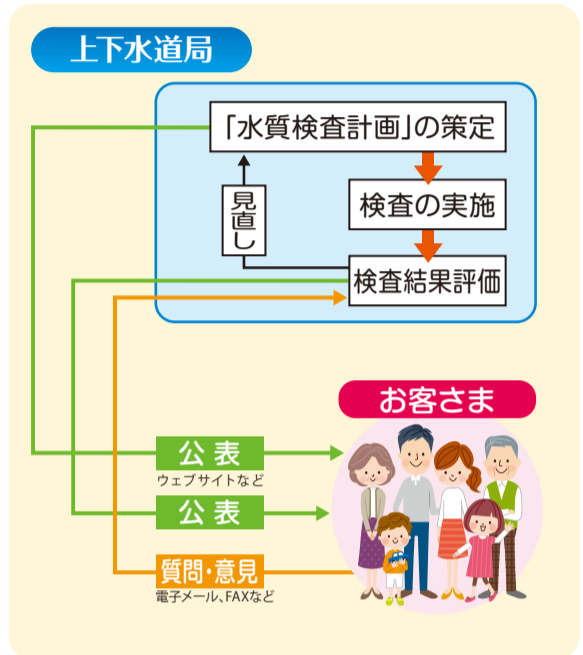 上下水道局
「水質検査計画」の策定
検査の実施
見直し
検査結果評価
お客さま
公表
ウェブサイトなど
公表
質問・意見
電子メール、FAXなど